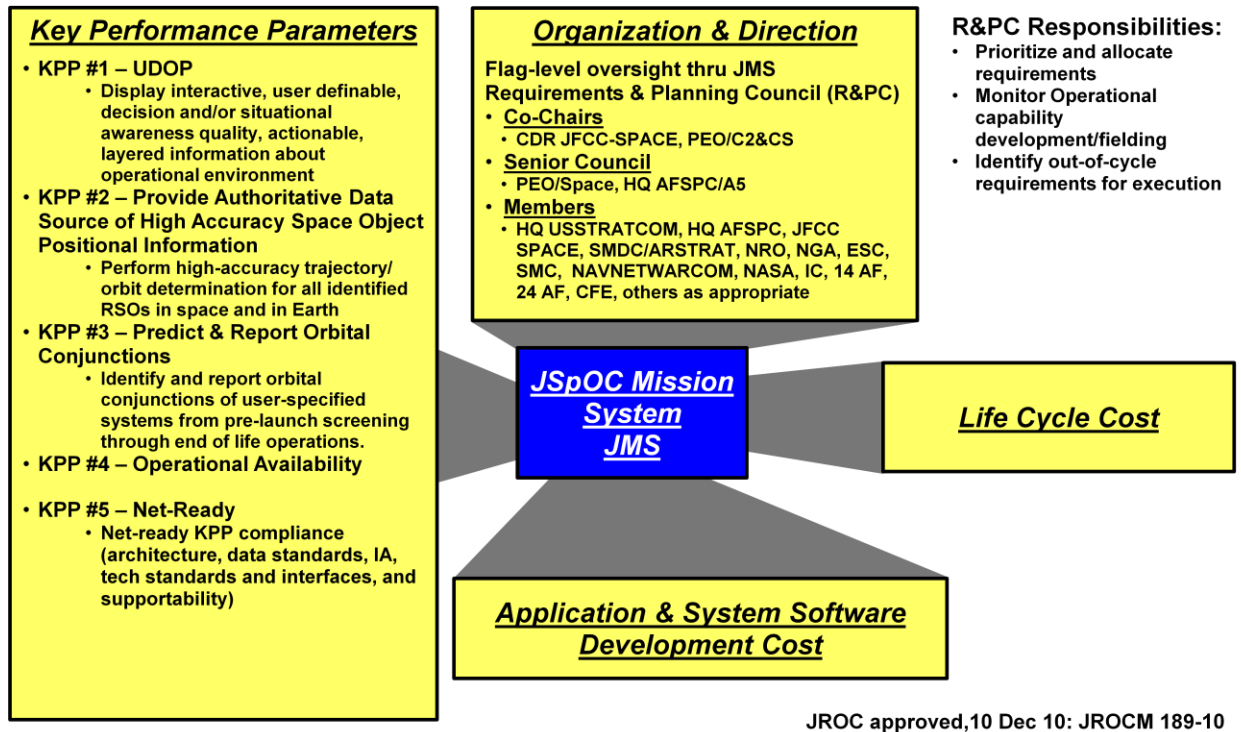 Key Performance Parameters
• KPP #1 – UDOP
• Display interactive, user definable,
decision and/or situational
awareness quality, actionable,
layered information about
operational environment
• KPP #2 – Provide Authoritative Data
Source of High Accuracy Space Object
Positional Information
• Perform high-accuracy trajectory/
orbit determination for all identified
RSOs in space and in Earth
• KPP #3 – Predict & Report Orbital
Conjunctions
• Identify and report orbital
conjunctions of user-specified
systems from pre-launch screening
through end of life operations.
• KPP #4 – Operational Availability
• KPP #5 – Net-Ready
• Net-ready KPP compliance
(architecture, data standards, IA,
tech standards and interfaces, and
supportability)
Organization & Direction
Flag-level oversight thru JMS
Requirements & Planning Council (R&PC)
• Co-Chairs
• CDR JFCC-SPACE, PEO/C2&CS
• Senior Council
• PEO/Space, HQ AFSPC/A5
• Members
• HQ USSTRATCOM, HQ AFSPC, JFCC
SPACE, SMDC/ARSTRAT, NRO, NGA, ESC,
SMC, NAVNETWARCOM, NASA, IC, 14 AF,
24 AF, CFE, others as appropriate
R&PC Responsibilities:
• Prioritize and allocate
requirements
• Monitor Operational
capability
development/fielding
• Identify out-of-cycle
requirements for execution
JSpOC Mission
System
JMS
Life Cycle Cost
Application & System Software
Development Cost
JROC approved,10 Dec 10: JROCM 189-10